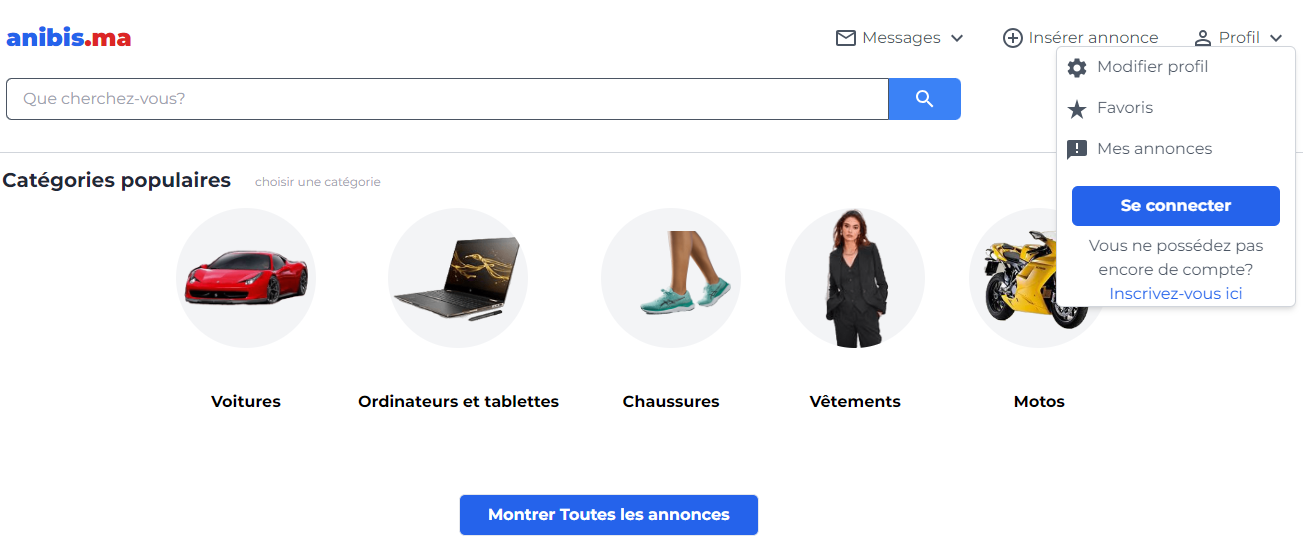 anibis.ma
Messages
Insérer annonce
Profil
Modifier profil
Favoris
Mes annonces
Se connecter
Vous ne possédez pas
encore de compte?
Inscrivez-vous ici
Que cherchez-vous?
Catégories populaires
choisir une catégorie
Voitures
Ordinateurs et tablettes
Chaussures
Vêtements
Motos
Montrer Toutes les annonces